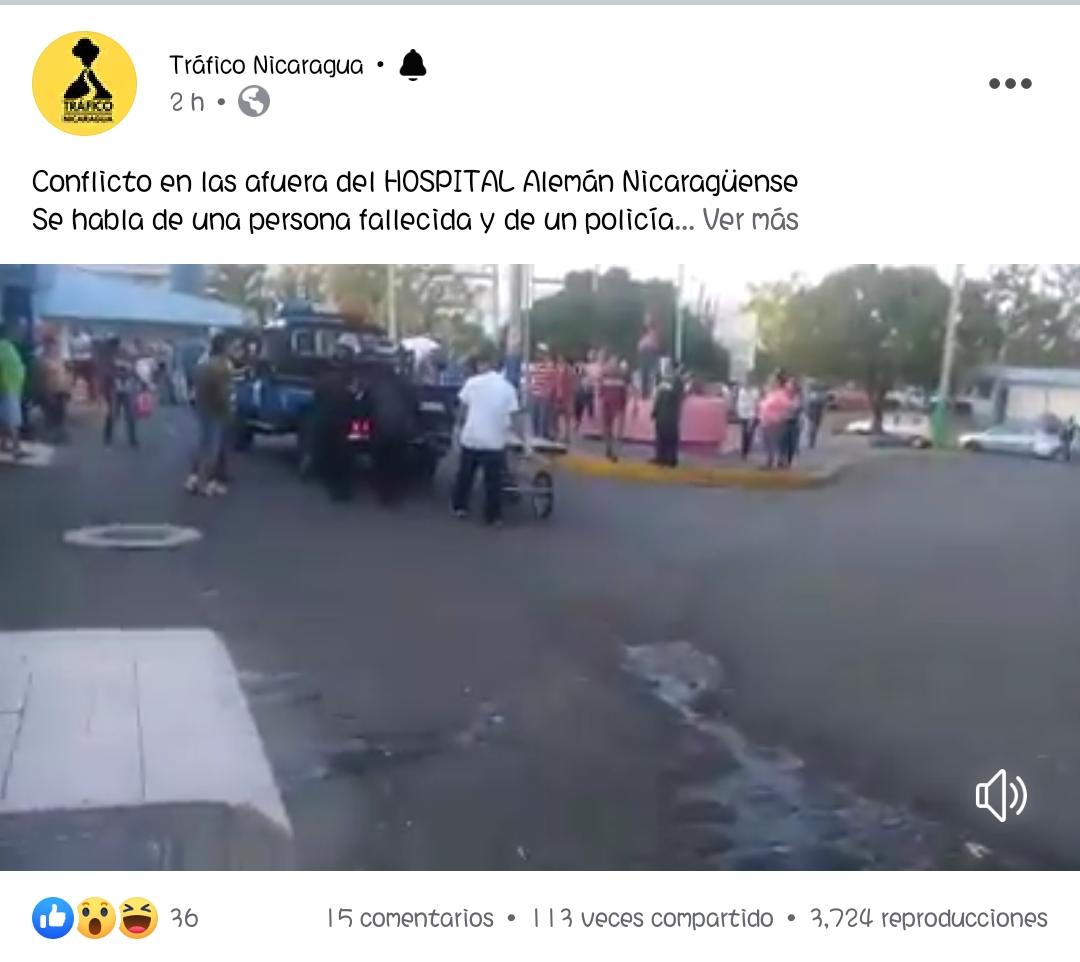 TRÁFICO
NICARAGUA
Tráfico Nicaragua •
2 h •
Conflicto en las afuera del HOSPITAL Alemán Nicaragüense
Se habla de una persona fallecida y de un policía... Ver más
36
15 comentarios • 113 veces compartido • 3,724 reproducciones